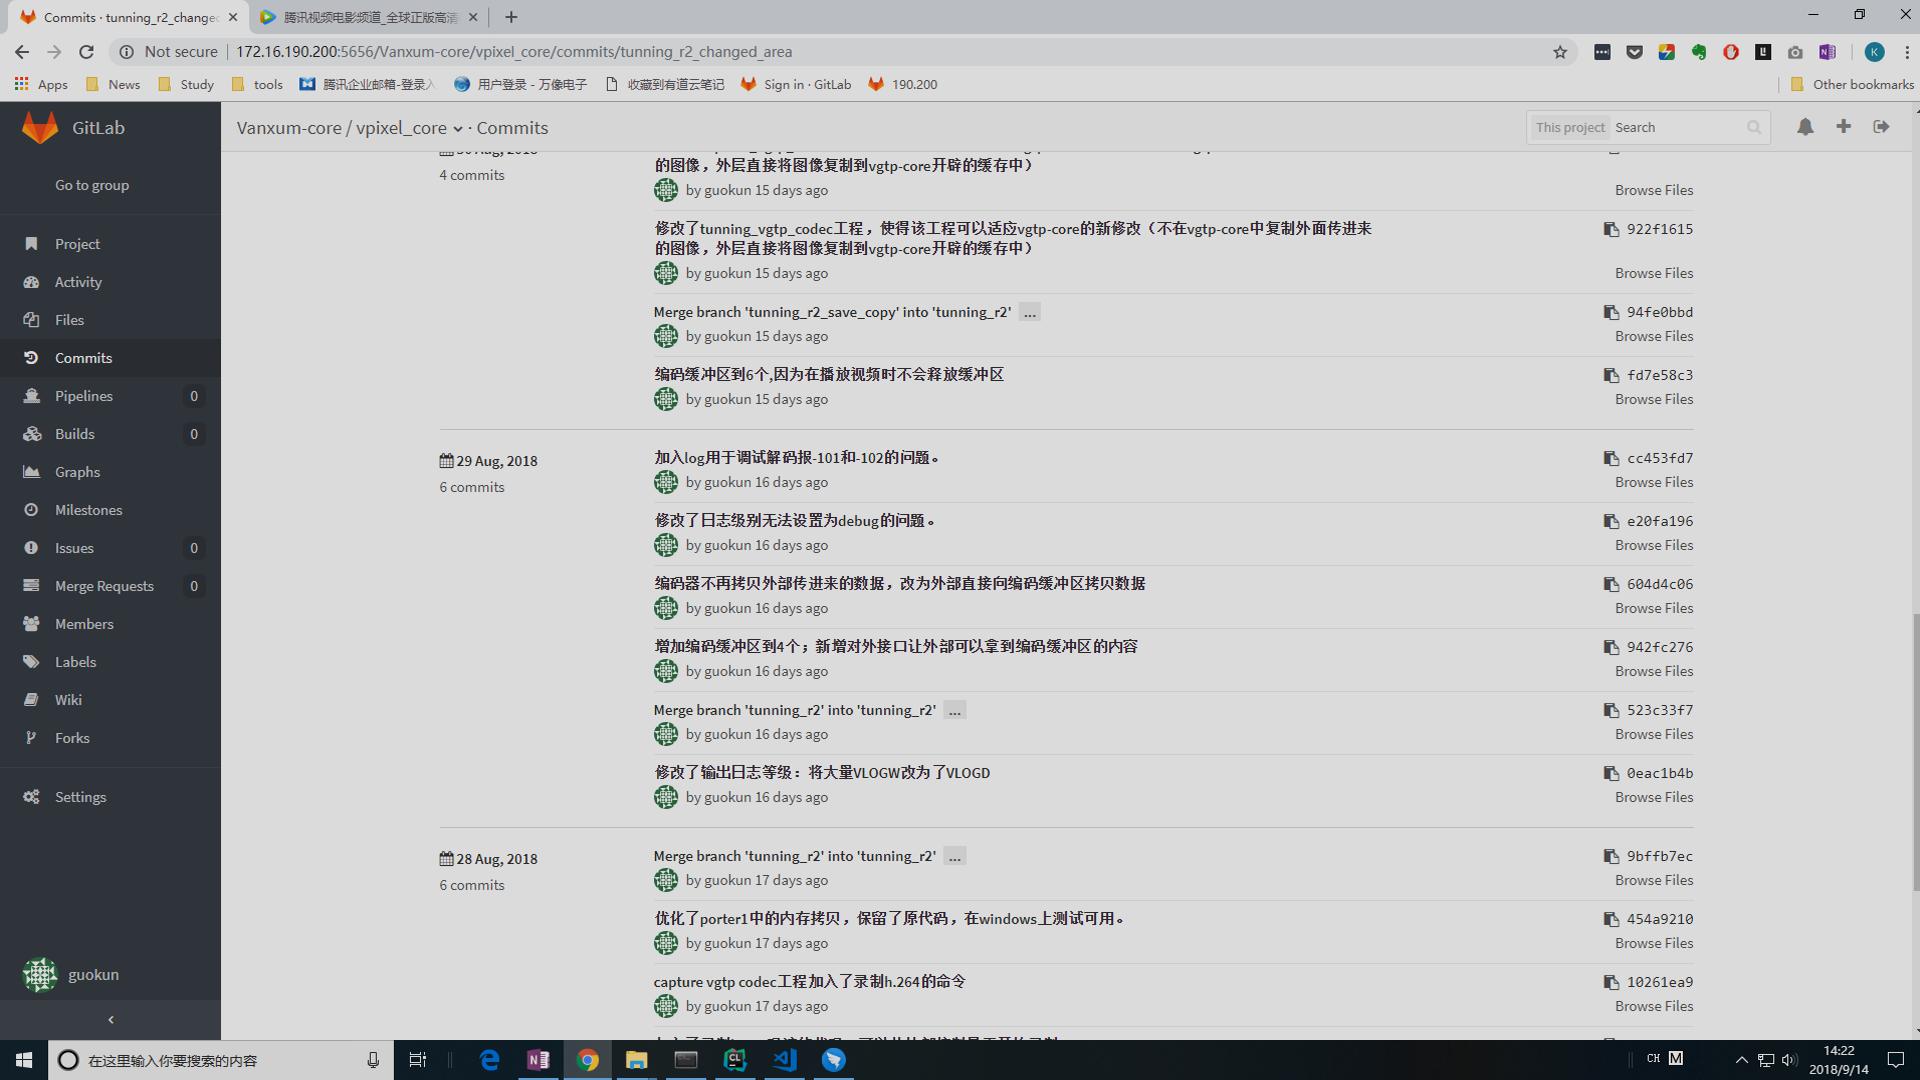 Commits · tunning_r2_change
腾讯视频电影频道_全球正版高清
Not secure
172.16.190.200:5656/Vanxum-core/vpixel_core/commits/tunning_r2_changed_area
Apps
News
Study
tools
腾讯企业邮箱-登录入
用户登录 - 万像电子
收藏到有道云笔记
Sign in · GitLab
190.200
Other bookmarks
GitLab
Vanxum-core / vpixel_core · Commits
This project Search
Go to group
Project
Activity
Files
Commits
Pipelines 0
Builds 0
Graphs
Milestones
Issues 0
Merge Requests 0
Members
Labels
Wiki
Forks
Settings
guokun
30 Aug, 2018
4 commits
的图像，外层直接将图像复制到vgtp-core开辟的缓存中）
by guokun 15 days ago
Browse Files
修改了tunning_vgtp_codec工程，使得该工程可以适应vgtp-core的新修改（不在vgtp-core中复制外面传进来
922f1615
的图像，外层直接将图像复制到vgtp-core开辟的缓存中）
by guokun 15 days ago
Browse Files
Merge branch 'tunning_r2_save_copy' into 'tunning_r2' ...
94fe0bbd
by guokun 15 days ago
Browse Files
编码缓冲区到6个,因为在播放视频时不会释放缓冲区
fd7e58c3
by guokun 15 days ago
Browse Files
29 Aug, 2018
6 commits
加入log用于调试解码报-101和-102的问题。
cc453fd7
by guokun 16 days ago
Browse Files
修改了日志级别无法设置为debug的问题。
e20fa196
by guokun 16 days ago
Browse Files
编码器不再拷贝外部传进来的数据，改为外部直接向编码缓冲区拷贝数据
604d4c06
by guokun 16 days ago
Browse Files
增加编码缓冲区到4个；新增对外接口让外部可以拿到编码缓冲区的内容
942fc276
by guokun 16 days ago
Browse Files
Merge branch 'tunning_r2' into 'tunning_r2' ...
523c33f7
by guokun 16 days ago
Browse Files
修改了输出日志等级：将大量VLOGW改为了VLOGD
0eac1b4b
by guokun 16 days ago
Browse Files
28 Aug, 2018
6 commits
Merge branch 'tunning_r2' into 'tunning_r2' ...
9bffb7ec
by guokun 17 days ago
Browse Files
优化了porter1中的内存拷贝，保留了原代码，在windows上测试可用。
454a9210
by guokun 17 days ago
Browse Files
capture vgtp codec工程加入了录制h.264的命令
10261ea9
by guokun 17 days ago
Browse Files
在这里输入你要搜索的内容
CH M
14:22
2018/9/14